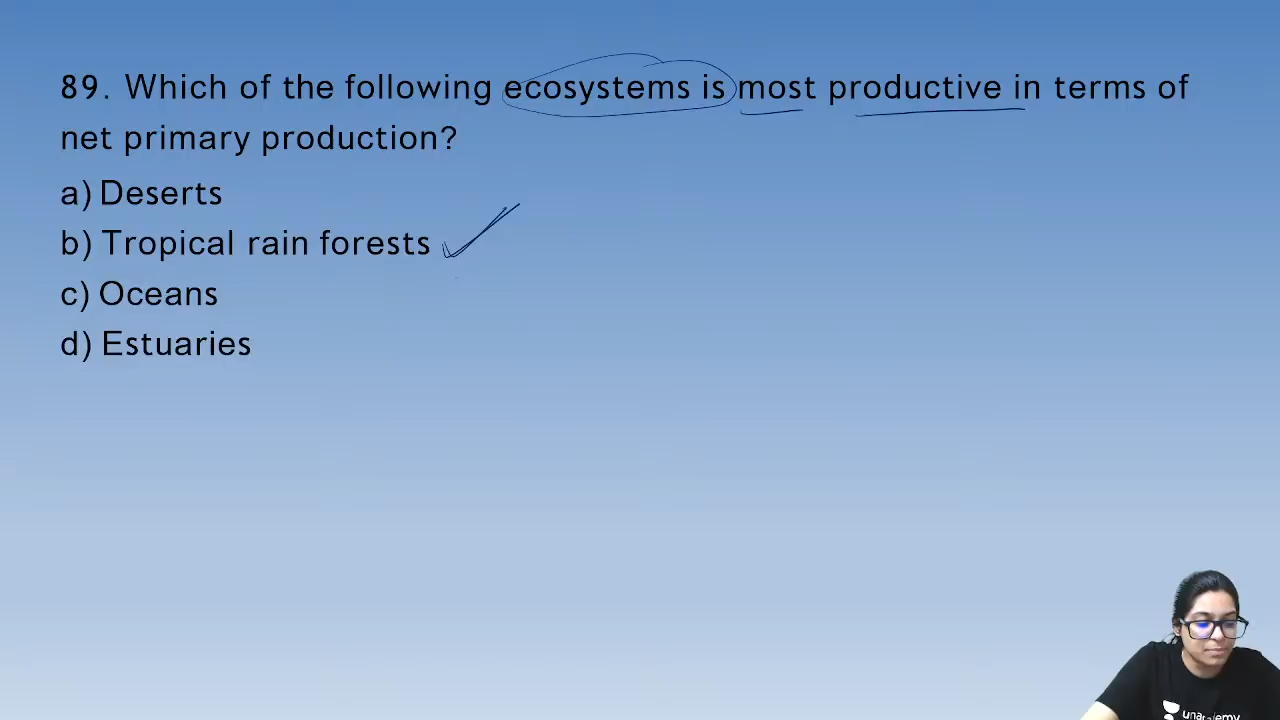 89. Which of the following ecosystems is most productive in terms of
net primary production?
a) Deserts
b) Tropical rain forests
c) Oceans
d) Estuaries
unacademy